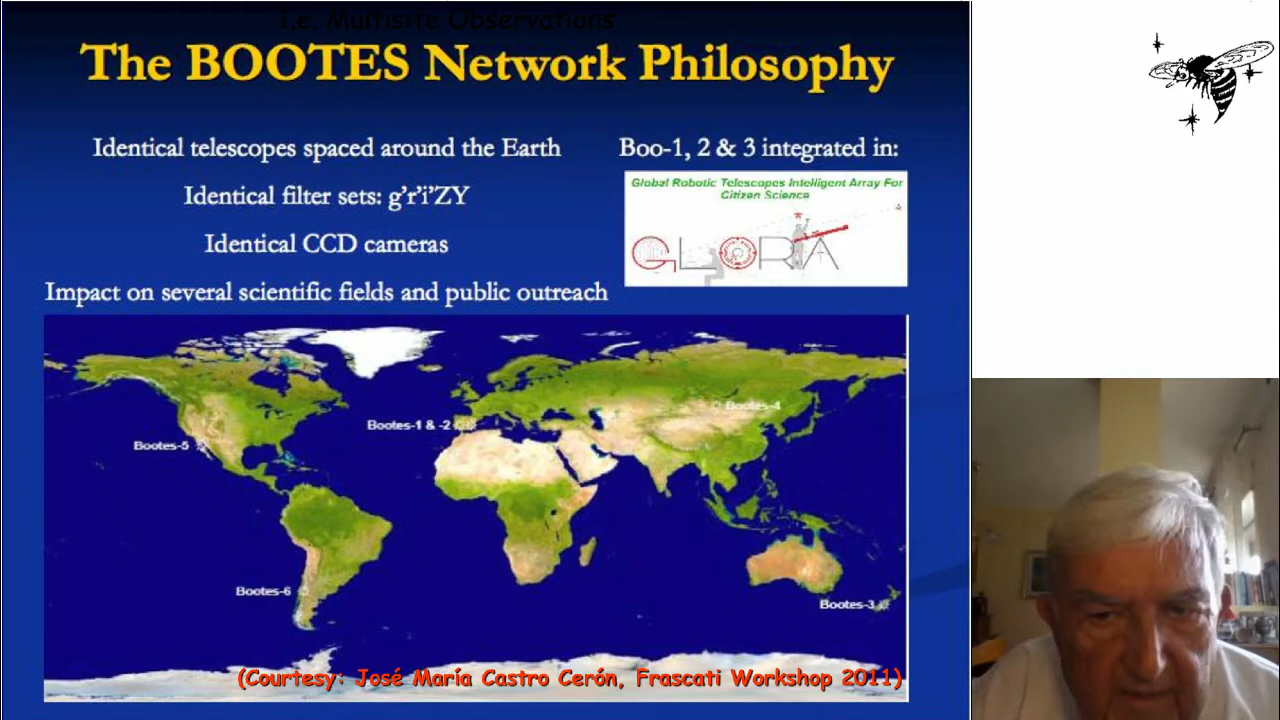 I.e. Multisite Observations
The BOOTES Network Philosophy
Identical telescopes spaced around the Earth
Identical filter sets: g’r’i’ZY
Identical CCD cameras
Impact on several scientific fields and public outreach
Boo-1, 2 & 3 integrated in:
Global Robotic Telescopes Intelligent Array For
Citizen Science
GLORIA
Bootes-4
Bootes-1 & -2
Bootes-5
Bootes-6
Bootes-3
(Courtesy: José María Castro Cerón, Frascati Workshop 2011)